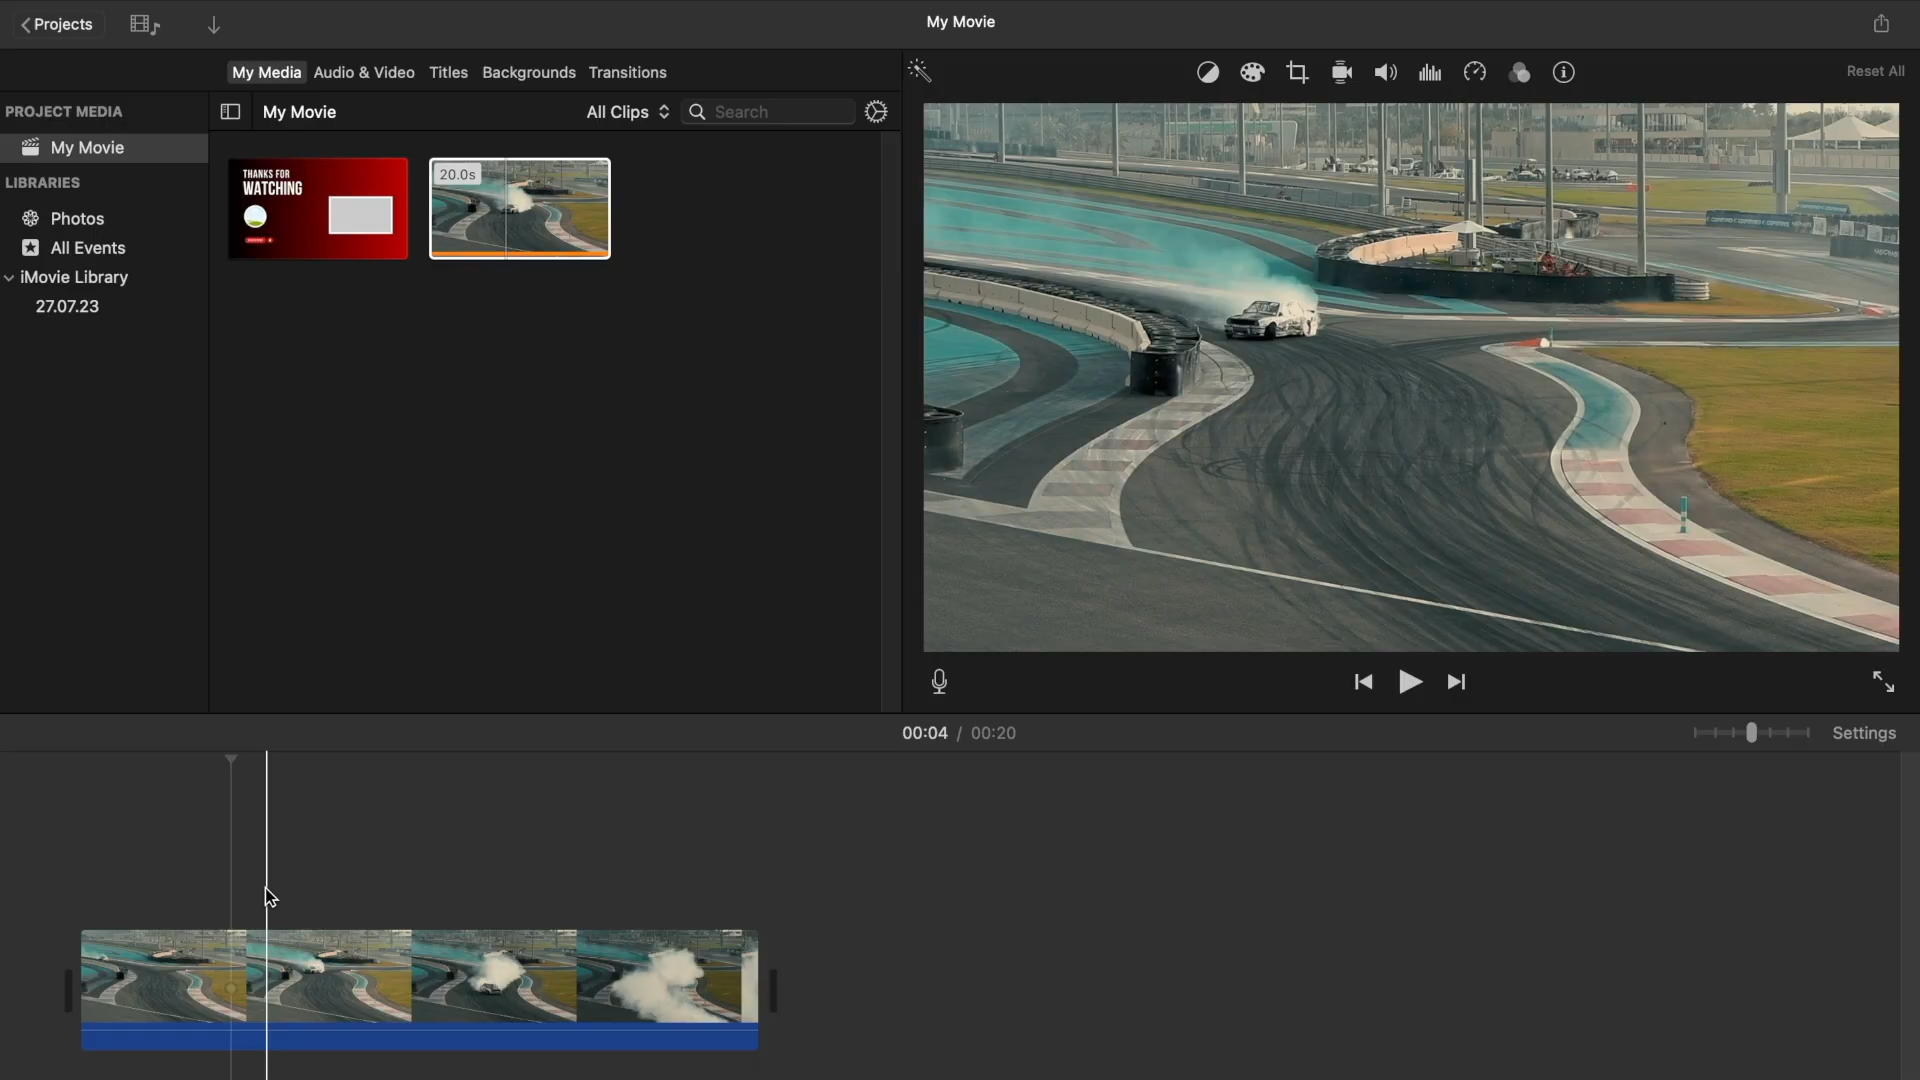 Projects
My Movie
My Media Audio & Video Titles Backgrounds Transitions
Reset All
PROJECT MEDIA
My Movie
LIBRARIES
Photos
All Events
iMovie Library
27.07.23
My Movie
All Clips
Search
THANKS FOR
WATCHING
20.0s
00:04 / 00:20
Settings